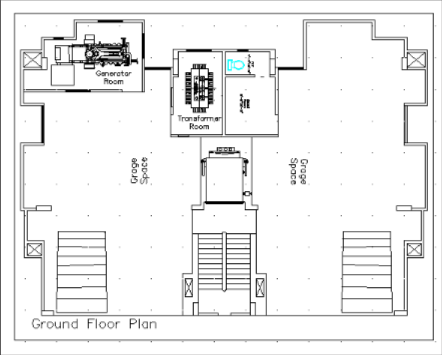 Generator
Room
Transformer
Room
Grage
Space
Grage
Space
Ground Floor Plan